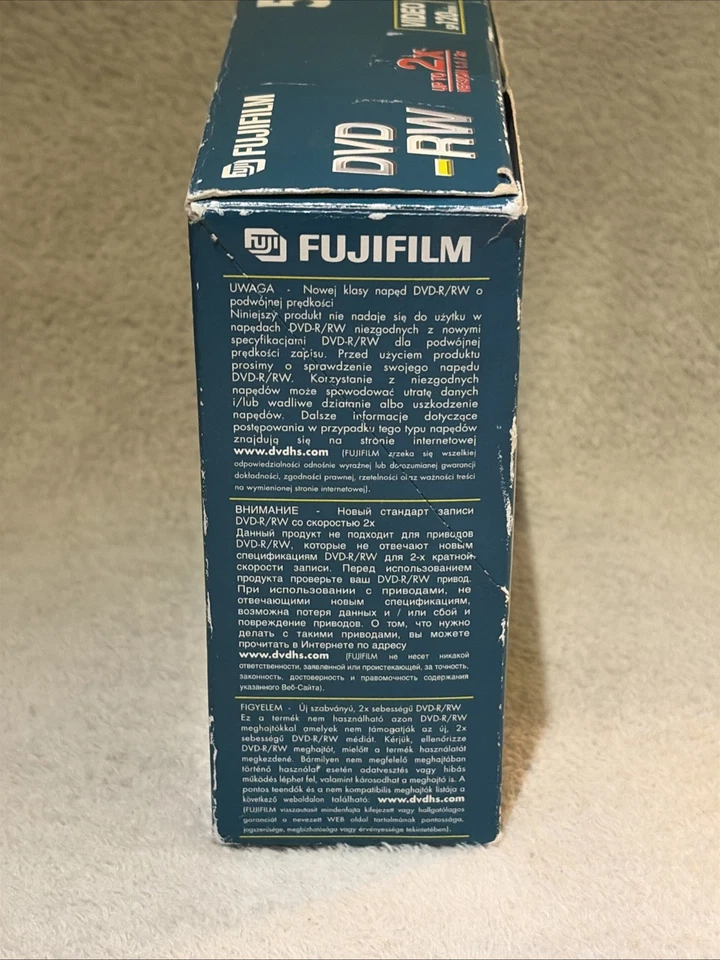 5
VIDEO
120min.
UP TO 2x
FUJIFILM
DVD
-RW
FUJI FUJIFILM
UWAGA - Nowej klasy napęd DVD-R/RW o
podwójnej prędkości
Niniejszy produkt nie nadaje się do użytku w
napędach DVD-R/RW niezgodnych z nowymi
specyfikacjami DVD-R/RW dla podwójnej
prędkości zapisu. Przed użyciem produktu
prosimy o sprawdzenie swojego napędu
DVD-R/RW. Korzystanie z niezgodnych
napędów może spowodować utratę danych
i/lub wadliwe działanie albo uszkodzenie
napędów. Dalsze informacje dotyczące
postępowania w przypadku tego typu napędów
znajdują się na stronie internetowej
www.dvdhs.com (FUJIFILM zrzeka się wszelkiej
odpowiedzialności odnośnie wyraźnej lub dorozumianej gwarancji
dokładności, zgodności prawnej, rzetelności oraz ważności treści
na wymienionej stronie internetowej).
ВНИМАНИЕ - Новый стандарт записи
DVD-R/RW со скоростью 2x
Данный продукт не подходит для приводов
DVD-R/RW, которые не отвечают новым
спецификациям DVD-R/RW для 2-х кратной
скорости записи. Перед использованием
продукта проверьте ваш DVD-R/RW привод.
При использовании с приводами, не
отвечающими новым спецификациям,
возможна потеря данных и / или сбой и
повреждение приводов. О том, что нужно
делать с такими приводами, вы можете
прочитать в Интернете по адресу
www.dvdhs.com (FUJIFILM не несет никакой
ответственности, заявленной или проистекающей, за точность,
законность, достоверность и правомочность содержания
указанного Веб-Сайта).
FIGYELEM - Új szabványú, 2x sebességű DVD-R/RW
Ez a termék nem használható azon DVD-R/RW
meghajtókkal amelyek nem támogatják az új, 2x
sebességű DVD-R/RW médiát. Kérjük, ellenőrizze
DVD-R/RW meghajtót, mielőtt a termék használatát
megkezdené. Bármilyen nem megfelelő meghajtóban
történő használat esetén adatvesztés vagy hibás
működés léphet fel, valamint károsodhat a meghajtó is. A
pontos teendők és a nem kompatibilis meghajtók listája a
következő weboldalon található: www.dvdhs.com
(FUJIFILM visszautasít mindenfajta kifejezett vagy hallgatólagos
garanciát a nevezett WEB oldal tartalmának pontossága,
jogszerűsége, megbízhatósága vagy érvényessége tekintetében).